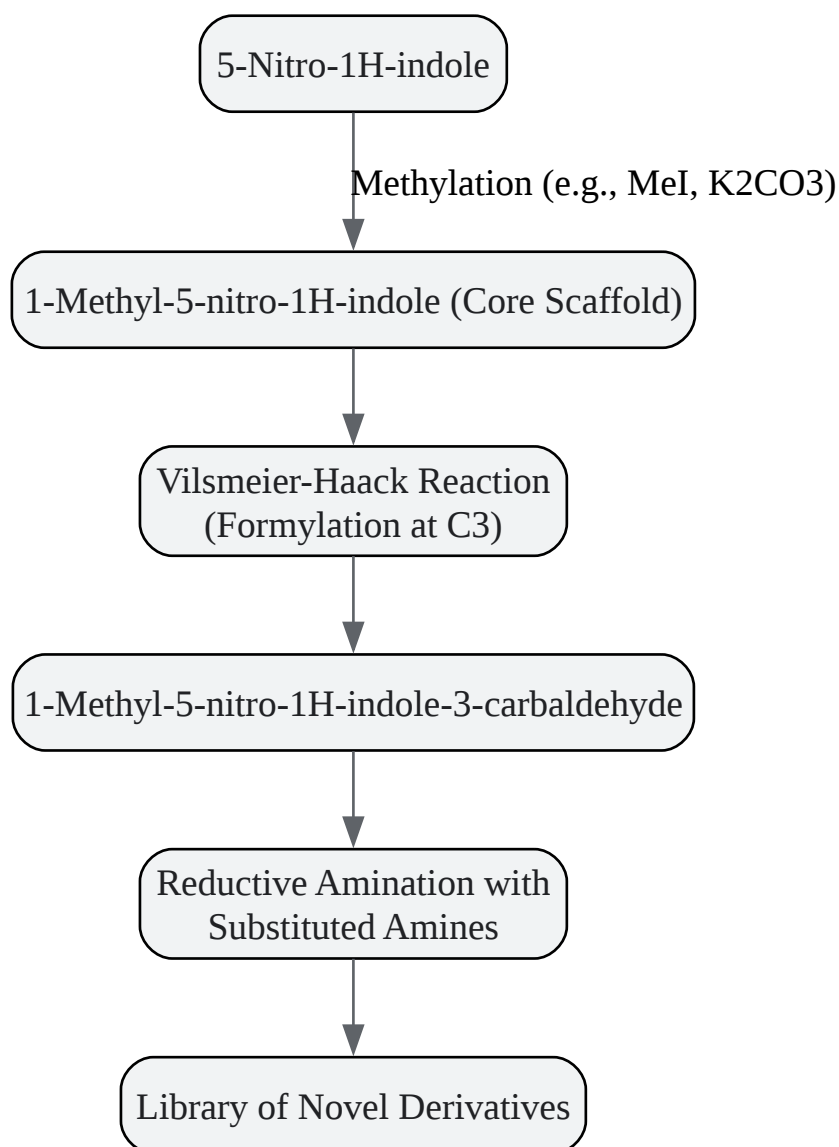 5-Nitro-1H-indole
Methylation (e.g., MeI, K2CO3)
1-Methyl-5-nitro-1H-indole (Core Scaffold)
Vilsmeier-Haack Reaction
(Formylation at C3)
1-Methyl-5-nitro-1H-indole-3-carbaldehyde
Reductive Amination with
Substituted Amines
Library of Novel Derivatives